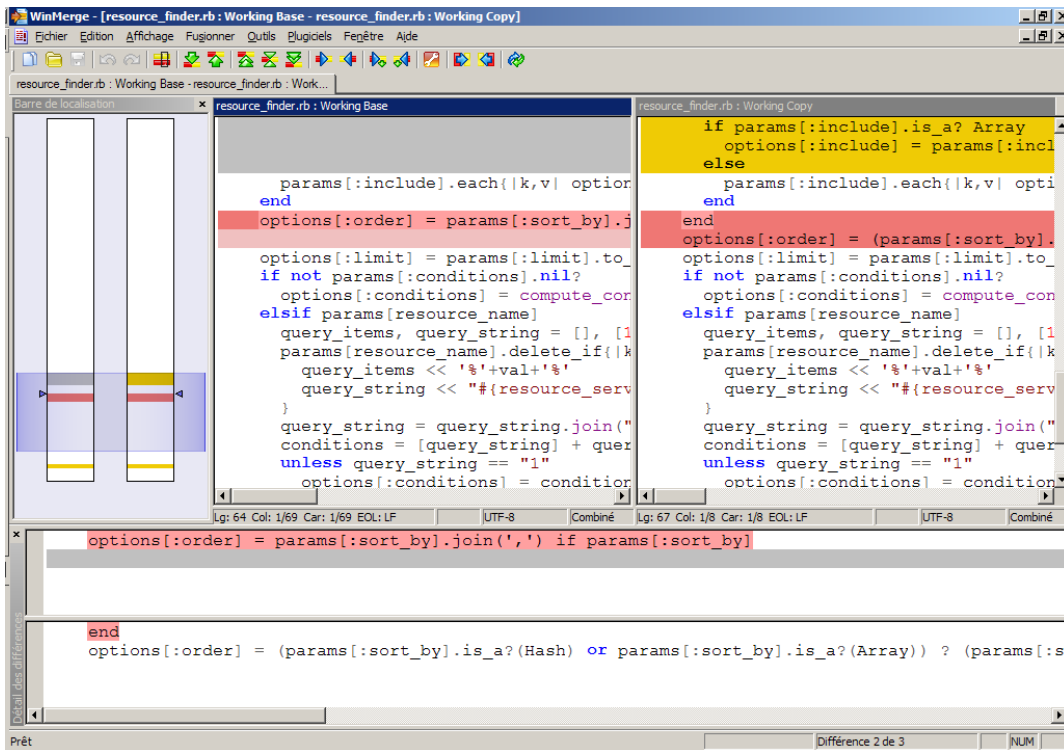 WinMerge - [resource_finder.rb : Working Base - resource_finder.rb : Working Copy]
Fichier Edition Affichage Fusionner Outils Plugiciels Fenêtre Aide
resource_finder.rb : Working Base - resource_finder.rb : Work...
Barre de localisation
resource_finder.rb : Working Base
params[:include].each{|k,v| option
end
options[:order] = params[:sort_by].j
options[:limit] = params[:limit].to_
if not params[:conditions].nil?
options[:conditions] = compute_con
elsif params[resource_name]
query_items, query_string = [], [1
params[resource_name].delete_if{|k
query_items << '%'+val+'%'
query_string << "#{resource_serv
}
query_string = query_string.join("
conditions = [query_string] + quer
unless query_string == "1"
options[:conditions] = condition
Lg: 64 Col: 1/69 Car: 1/69 EOL: LF UTF-8 Combiné
resource_finder.rb : Working Copy
if params[:include].is_a? Array
options[:include] = params[:incl
else
params[:include].each{|k,v| opti
end
end
options[:order] = (params[:sort_by].
options[:limit] = params[:limit].to_
if not params[:conditions].nil?
options[:conditions] = compute_con
elsif params[resource_name]
query_items, query_string = [], [1
params[resource_name].delete_if{|k
query_items << '%'+val+'%'
query_string << "#{resource_serv
}
query_string = query_string.join("
conditions = [query_string] + quer
unless query_string == "1"
options[:conditions] = condition
Lg: 67 Col: 1/8 Car: 1/8 EOL: LF UTF-8 Combiné
Détail des différences
options[:order] = params[:sort_by].join(',') if params[:sort_by]
end
options[:order] = (params[:sort_by].is_a?(Hash) or params[:sort_by].is_a?(Array)) ? (params[:s
Prêt
Différence 2 de 3
NUM